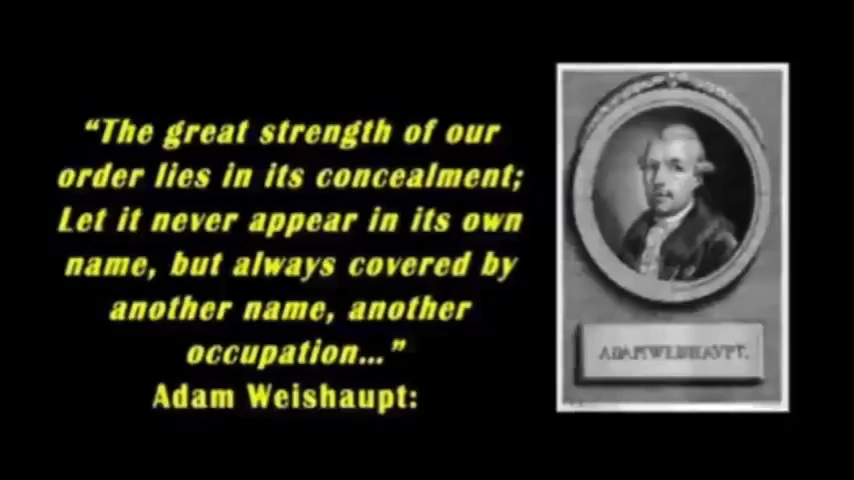 “The great strength of our
order lies in its concealment;
Let it never appear in its own
name, but always covered by
another name, another
occupation...”
Adam Weishaupt:
ADAM WEISHAVPT.